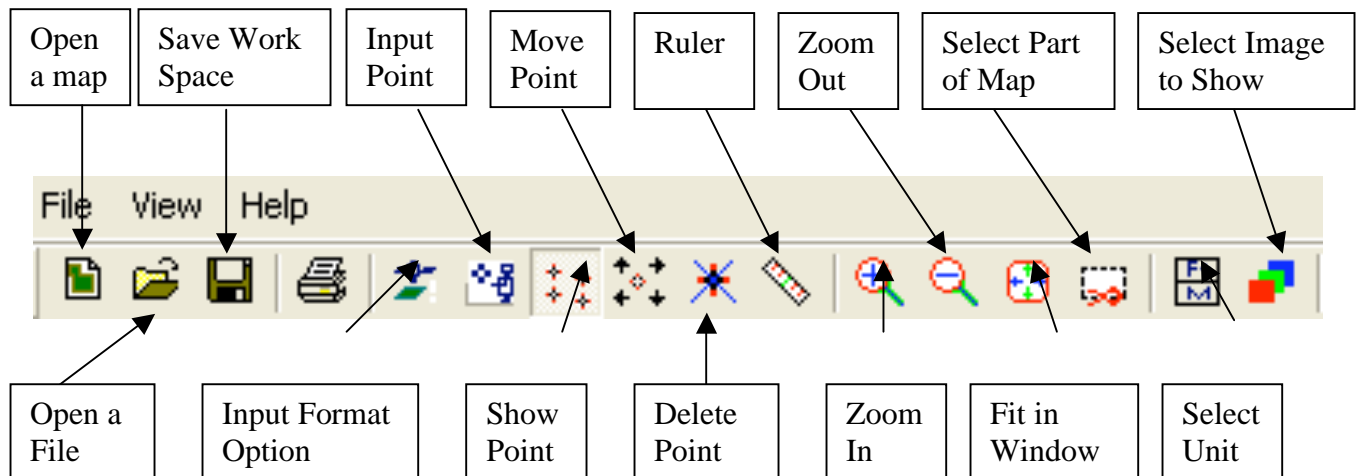 Open
a map
Save Work
Space
Input
Point
Move
Point
Ruler
Zoom
Out
Select Part
of Map
Select Image
to Show
File View Help
F
M
Open a
File
Input Format
Option
Show
Point
Delete
Point
Zoom
In
Fit in
Window
Select
Unit